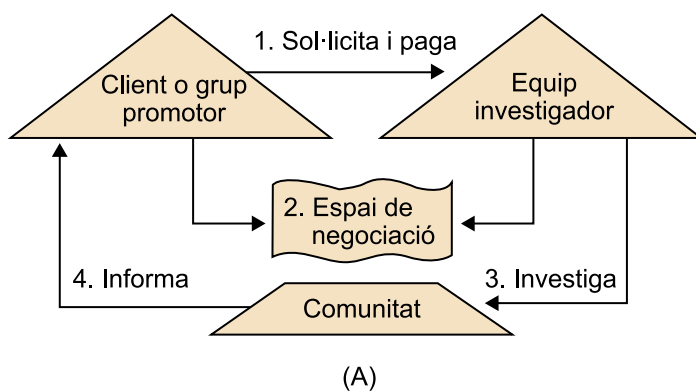 1. Sol·licita i paga
Client o grup
promotor
Equip
investigador
2. Espai de
negociació
4. Informa
3. Investiga
Comunitat
(A)